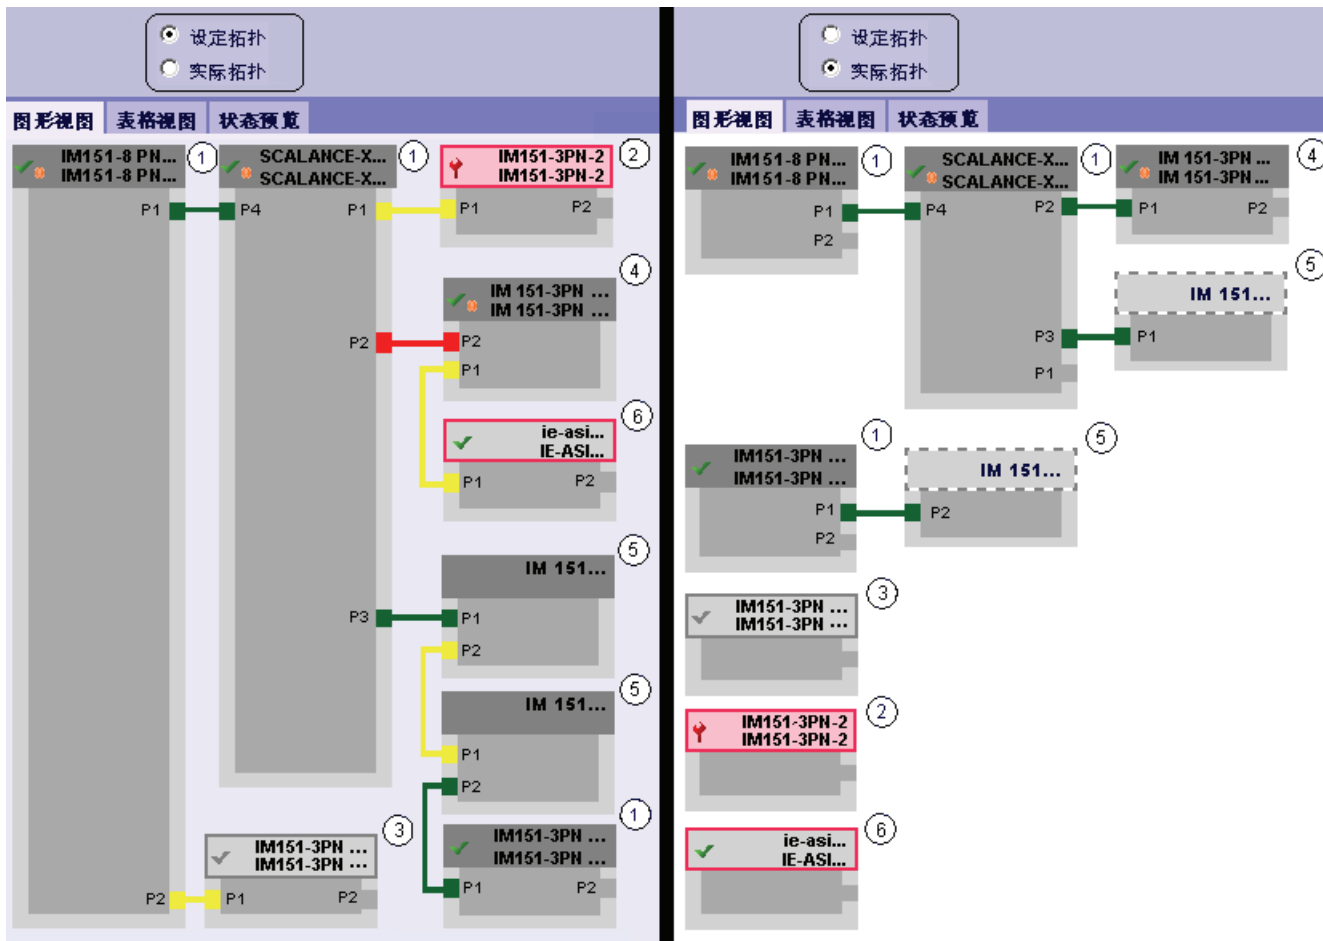 设定拓扑
实际拓扑
图形视图 表格视图 状态预览
IM151-8 PN...
IM151-8 PN...
1
SCALANCE-X...
SCALANCE-X...
1
IM151-3PN-2
IM151-3PN-2
2
P1 P4 P1 P1 P2
4
IM 151-3PN ...
IM 151-3PN ...
P2 P2
P1
6
ie-asi...
IE-ASI...
P1 P2
5
IM 151...
P3 P1
P2
5
IM 151...
P1
P2
1
IM151-3PN ...
IM151-3PN ...
P1 P2
3
IM151-3PN ...
IM151-3PN ...
P2 P1 P2
设定拓扑
实际拓扑
图形视图 表格视图 状态预览
IM151-8 PN...
IM151-8 PN...
1
SCALANCE-X...
SCALANCE-X...
1
IM 151-3PN ...
IM 151-3PN ...
4
P1 P4 P2 P1 P2
P2
5
IM 151...
P3 P1
P1
1
IM151-3PN ...
IM151-3PN ...
5
IM 151...
P1 P2
P2
3
IM151-3PN ...
IM151-3PN ...
2
IM151-3PN-2
IM151-3PN-2
6
ie-asi...
IE-ASI...